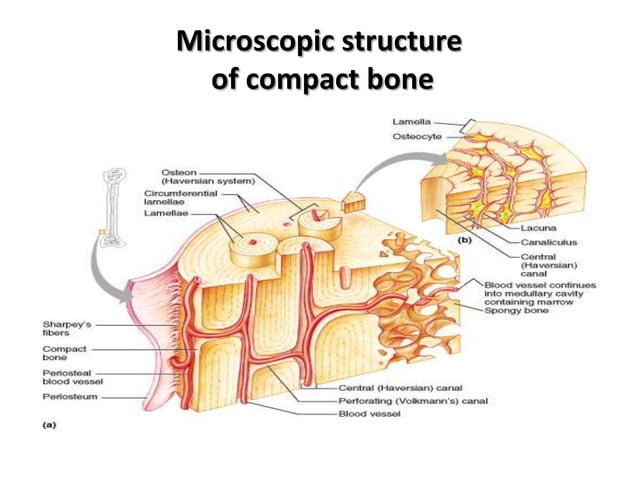 Microscopic structure
of compact bone
Lamella
Osteocyte
Osteon
(Haversian system)
Circumferential
lamellae
Lamellae
Lacuna
(b)
Canaliculus
Central
(Haversian)
canal
Blood vessel continues
into medullary cavity
containing marrow
Spongy bone
Sharpey's
fibers
Compact
bone
Periosteal
blood vessel
Periosteum
Central (Haversian) canal
Perforating (Volkmann's) canal
Blood vessel
(a)